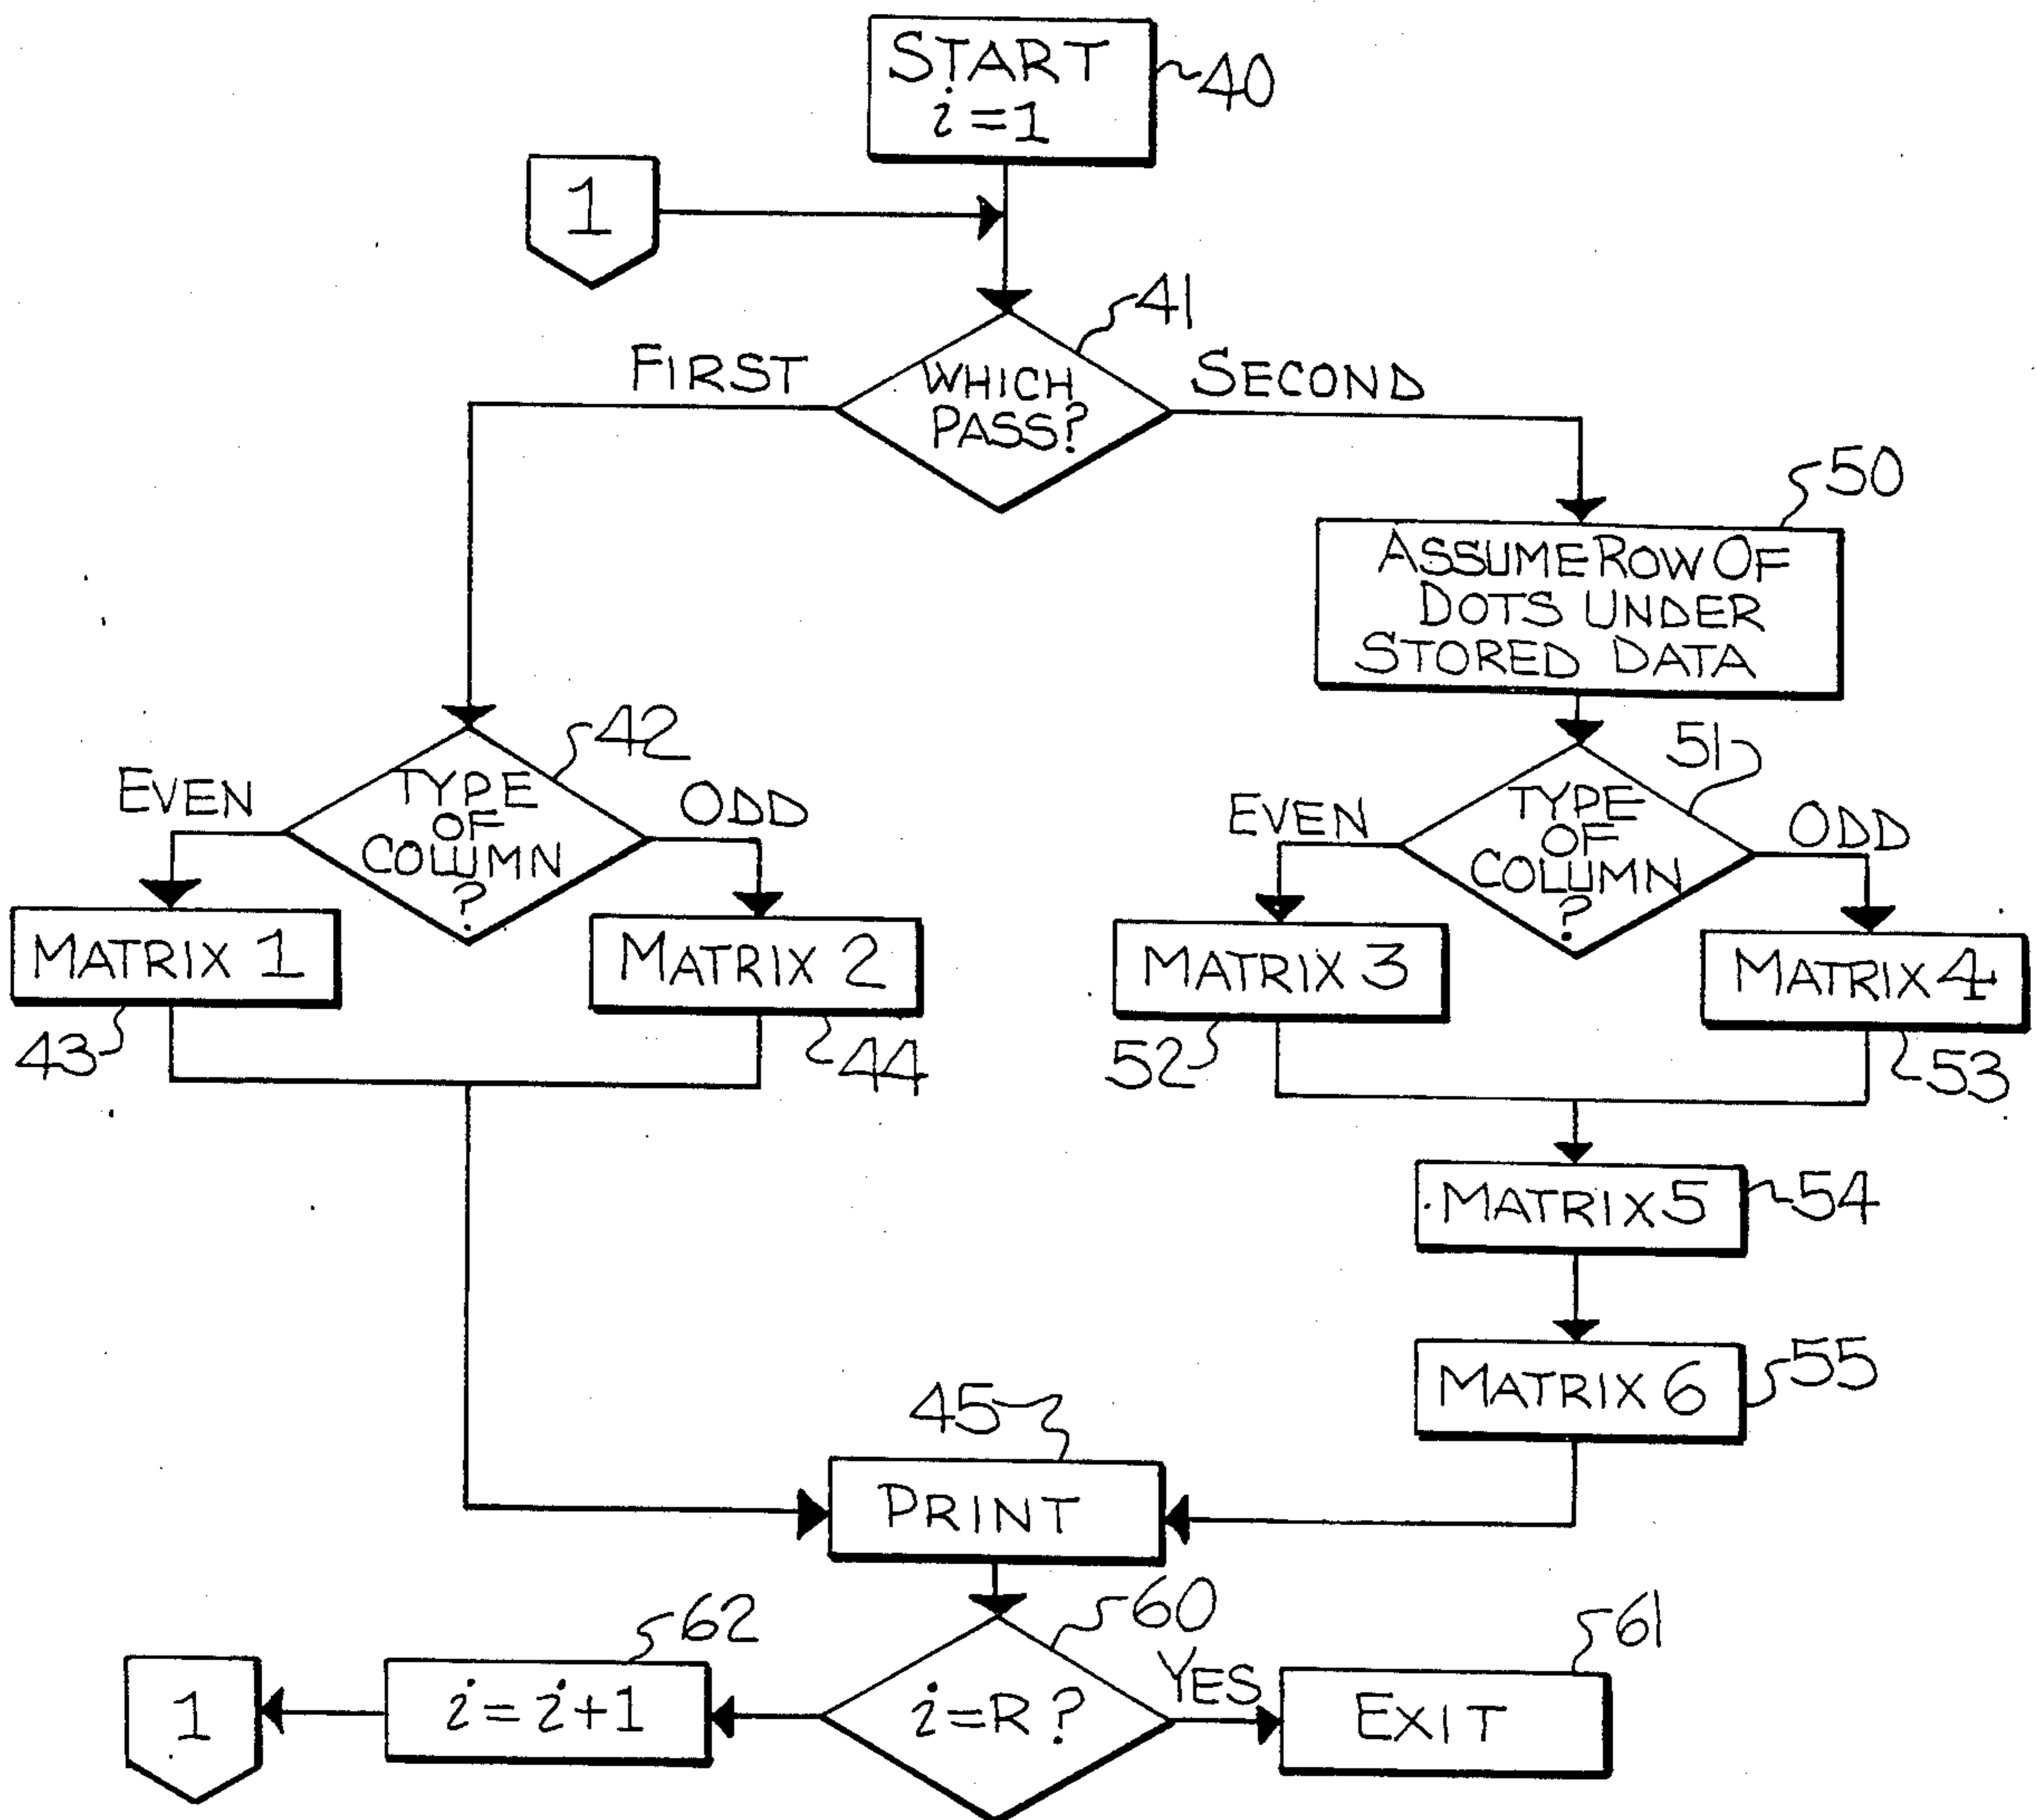 START
i=1
40
1
41
FIRST
WHICH
PASS?
SECOND
50
ASSUME ROW OF
DOTS UNDER
STORED DATA
42
51
EVEN
TYPE
OF
COLUMN
?
ODD
EVEN
TYPE
OF
COLUMN
?
ODD
MATRIX 1
MATRIX 2
MATRIX 3
MATRIX 4
43
44
52
53
MATRIX 5
54
MATRIX 6
55
45
PRINT
62
60
61
1
i=i+1
i=R?
YES
EXIT